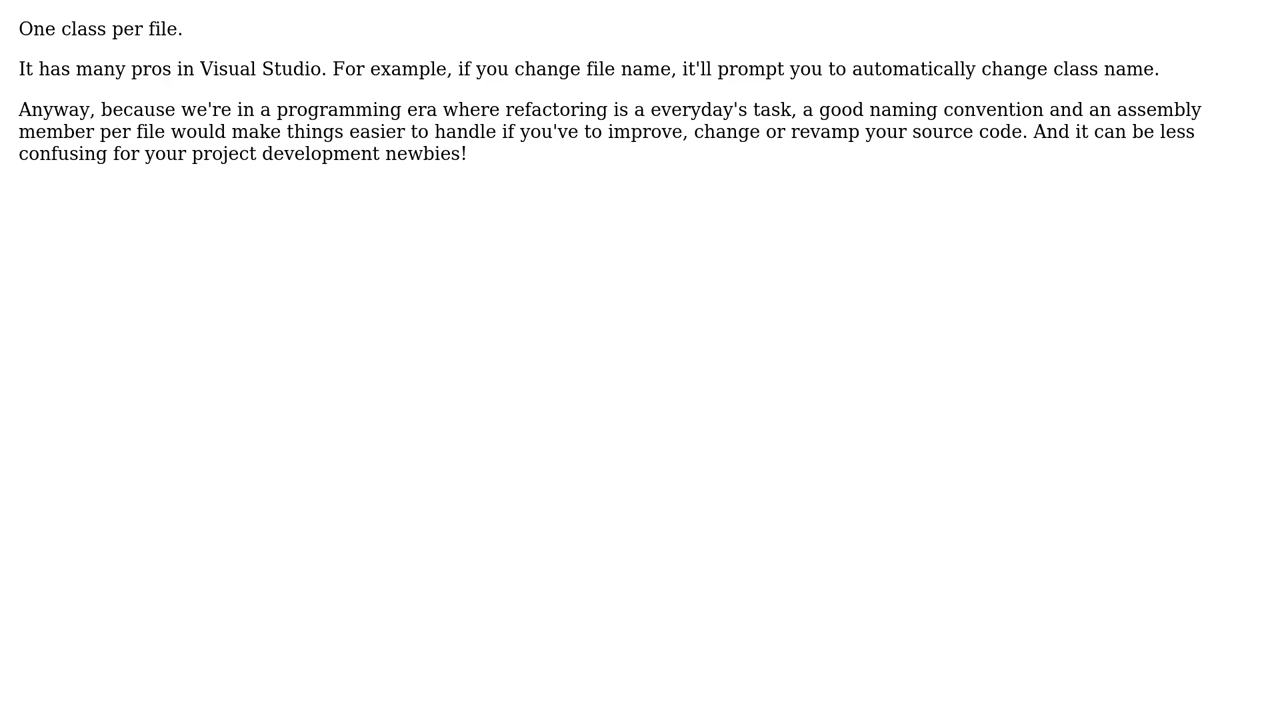 One class per file.
It has many pros in Visual Studio. For example, if you change file name, it'll prompt you to automatically change class name.
Anyway, because we're in a programming era where refactoring is a everyday's task, a good naming convention and an assembly
member per file would make things easier to handle if you've to improve, change or revamp your source code. And it can be less
confusing for your project development newbies!